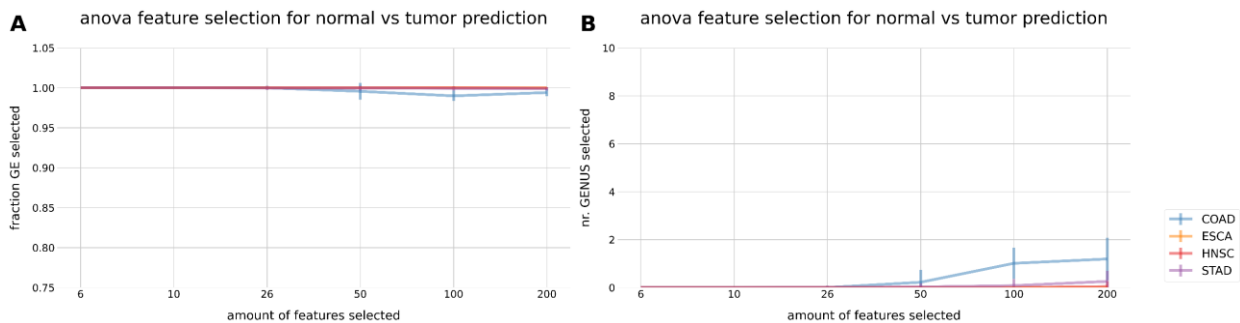 A
anova feature selection for normal vs tumor prediction
1.05
1.00
0.95
0.90
0.85
0.80
0.75
fraction GE selected
6 10 26 50 100 200
amount of features selected
B
anova feature selection for normal vs tumor prediction
10
8
6
4
2
0
nr. GENUS selected
6 10 26 50 100 200
amount of features selected
COAD
ESCA
HNSC
STAD